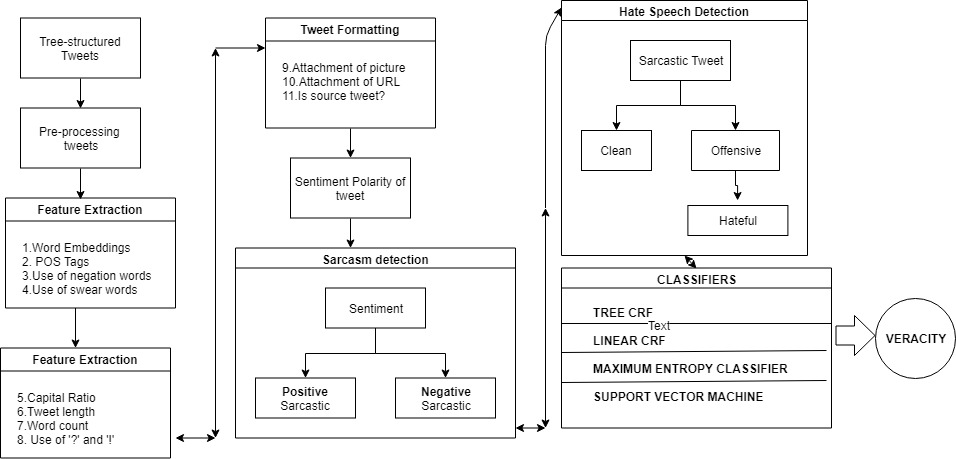 Tree-structured
Tweets
Pre-processing
tweets
Feature Extraction
1.Word Embeddings
2. POS Tags
3.Use of negation words
4.Use of swear words
Feature Extraction
5.Capital Ratio
6.Tweet length
7.Word count
8. Use of '?' and '!'
Tweet Formatting
9.Attachment of picture
10.Attachment of URL
11.Is source tweet?
Sentiment Polarity of
tweet
Sarcasm detection
Sentiment
Positive
Sarcastic
Negative
Sarcastic
Hate Speech Detection
Sarcastic Tweet
Clean
Offensive
Hateful
CLASSIFIERS
TREE CRF
Text
LINEAR CRF
MAXIMUM ENTROPY CLASSIFIER
SUPPORT VECTOR MACHINE
VERACITY